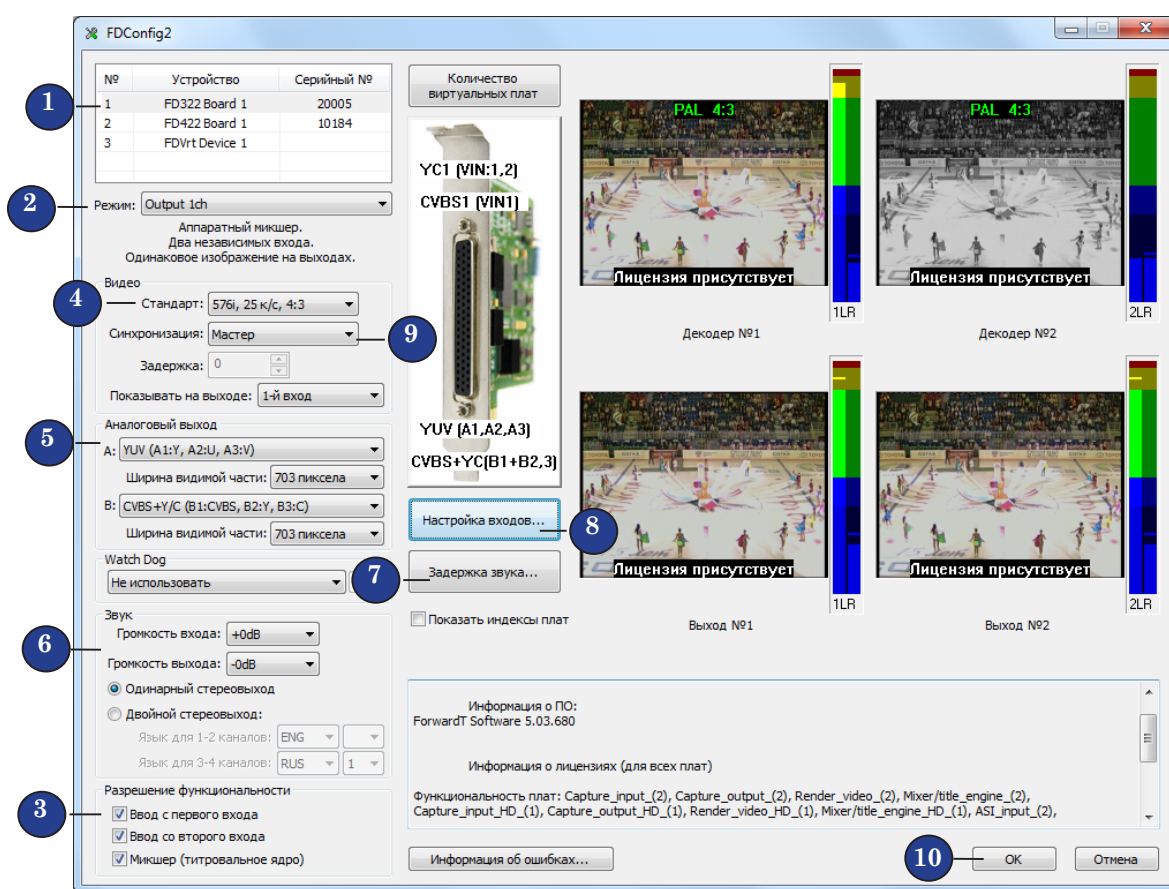 FDConfig2
№ Устройство Серийный №
1 FD322 Board 1 20005
2 FD422 Board 1 10184
3 FDVrt Device 1
1
2
Режим: Output 1ch
Аппаратный микшер.
Два независимых входа.
Одинаковое изображение на выходах.
Видео
4
Стандарт: 576i, 25 к/с, 4:3
Синхронизация: Мастер
9
Задержка: 0
Показывать на выходе: 1-й вход
Аналоговый выход
5
A: YUV (A1:Y, A2:U, A3:V)
Ширина видимой части: 703 пиксела
B: CVBS+Y/C (B1:CVBS, B2:Y, B3:C)
Ширина видимой части: 703 пиксела
Watch Dog
Не использовать
7
Звук
6
Громкость входа: +0dB
Громкость выхода: -0dB
Одинарный стереовыход
Двойной стереовыход:
Язык для 1-2 каналов: ENG
Язык для 3-4 каналов: RUS 1
Разрешение функциональности
3
Ввод с первого входа
Ввод со второго входа
Микшер (титровальное ядро)
Количество
виртуальных плат
YC1 (VIN:1,2)
CVBS1 (VIN1)
YUV (A1,A2,A3)
CVBS+YC(B1+B2,3)
Настройка входов...
8
Задержка звука...
Показать индексы плат
PAL 4:3
Лицензия присутствует
1LR
Декодер №1
PAL 4:3
Лицензия присутствует
2LR
Декодер №2
Лицензия присутствует
1LR
Выход №1
Лицензия присутствует
2LR
Выход №2
Информация о ПО:
ForwardT Software 5.03.680
Информация о лицензиях (для всех плат)
Функциональность плат: Capture_input_(2), Capture_output_(2), Render_video_(2), Mixer/title_engine_(2),
Capture_input_HD_(1), Capture_output_HD_(1), Render_video_HD_(1), Mixer/title_engine_HD_(1), ASI_input_(2),
Информация об ошибках...
10
OK
Отмена